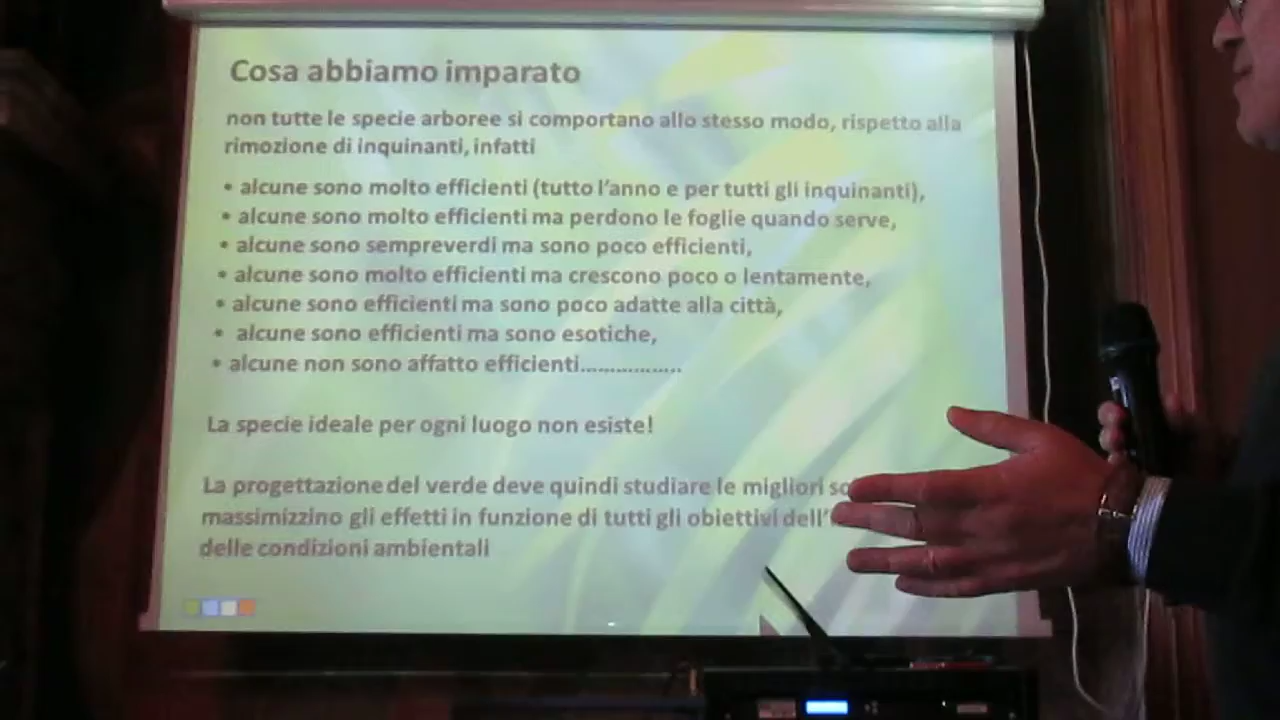 Cosa abbiamo imparato
non tutte le specie arboree si comportano allo stesso modo, rispetto alla
rimozione di inquinanti, infatti
• alcune sono molto efficienti (tutto l'anno e per tutti gli inquinanti),
• alcune sono molto efficienti ma perdono le foglie quando serve,
• alcune sono sempreverdi ma sono poco efficienti,
• alcune sono molto efficienti ma crescono poco o lentamente,
• alcune sono efficienti ma sono poco adatte alla città,
• alcune sono efficienti ma sono esotiche,
• alcune non sono affatto efficienti................
La specie ideale per ogni luogo non esiste!
La progettazione del verde deve quindi studiare le migliori
massimizzino gli effetti in funzione di tutti gli obiettivi
delle condizioni ambientali